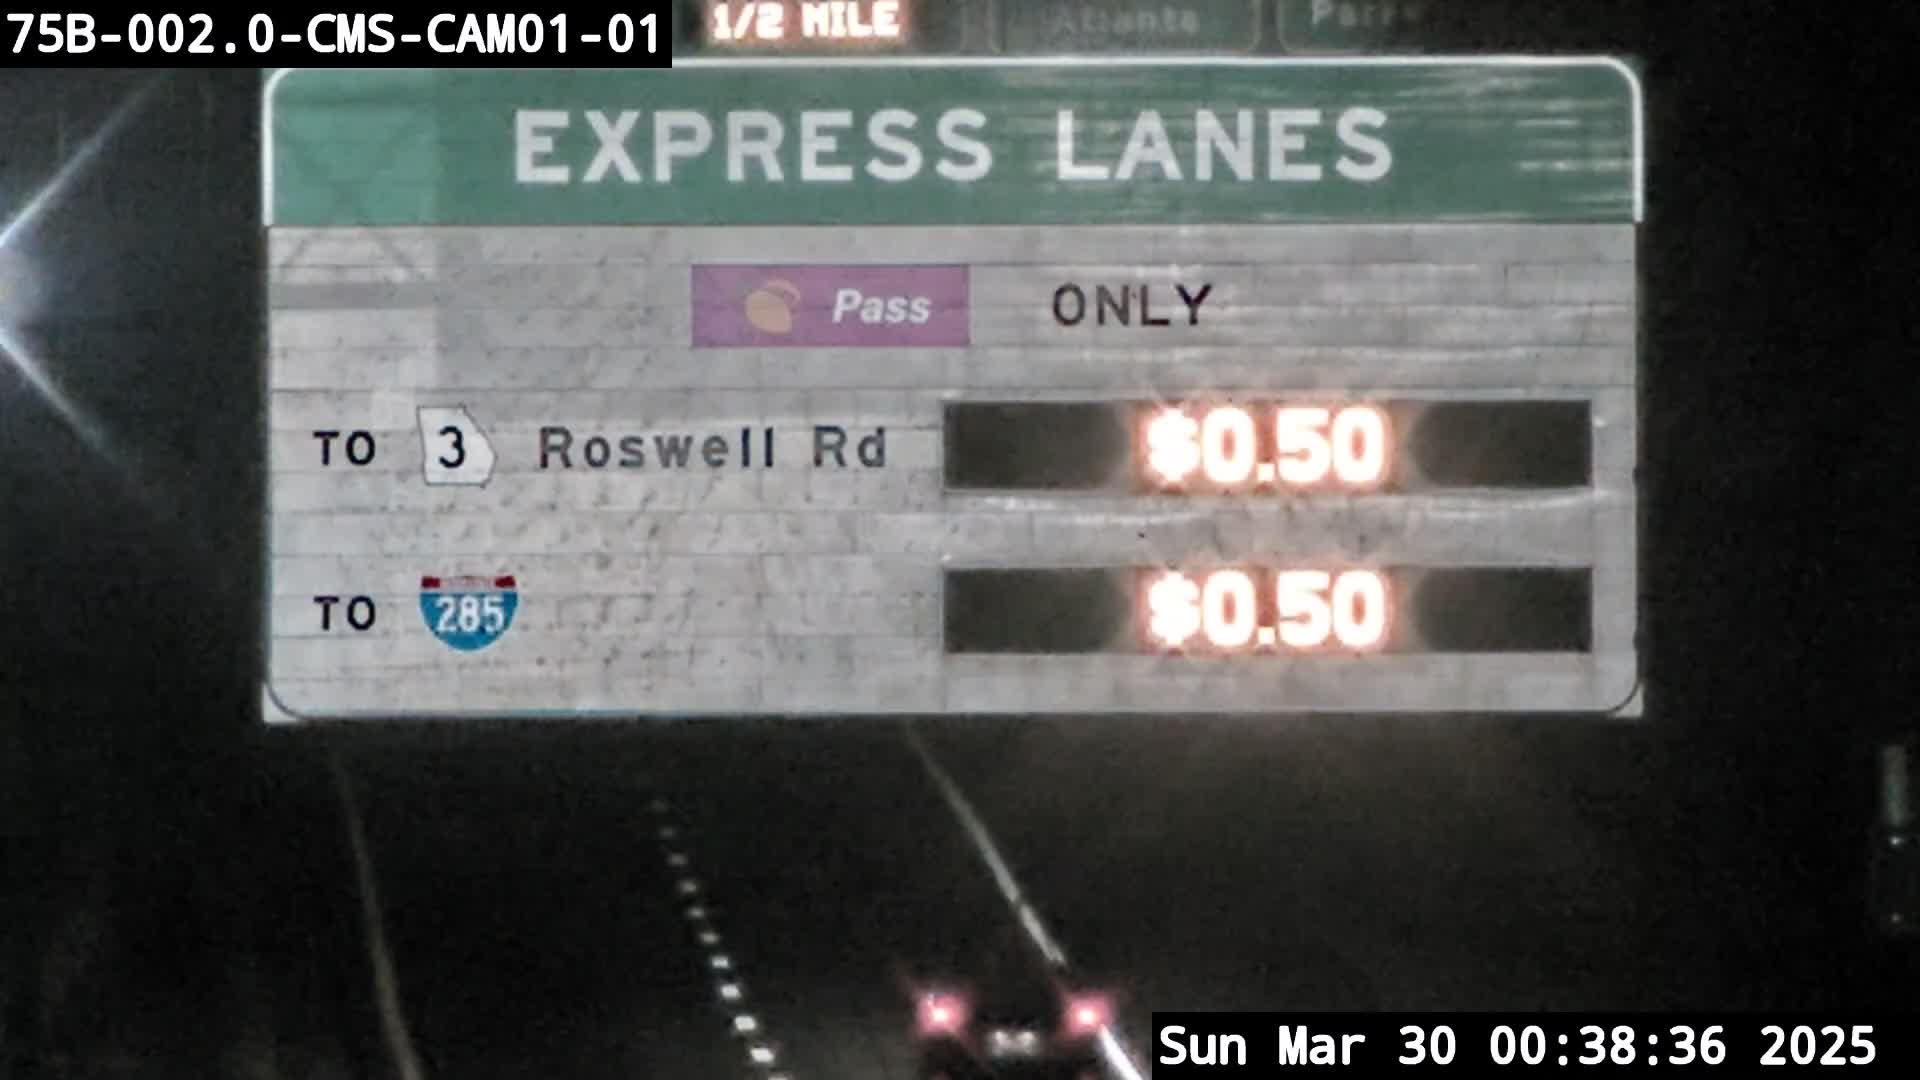 75B-002.0-CMS-CAM01-01
1/2 MILE
Atlanta
EXPRESS LANES
Pass ONLY
TO 3 Roswell Rd $0.50
TO 285 $0.50
Sun Mar 30 00:38:36 2025